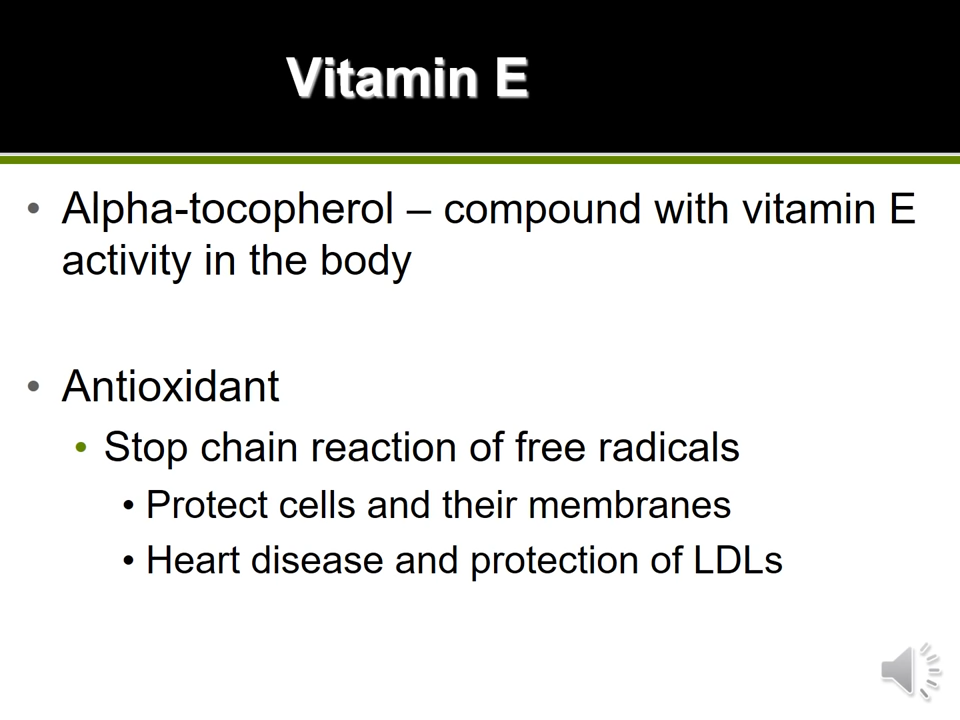 Vitamin E
• Alpha-tocopherol – compound with vitamin E
activity in the body
• Antioxidant
• Stop chain reaction of free radicals
• Protect cells and their membranes
• Heart disease and protection of LDLs